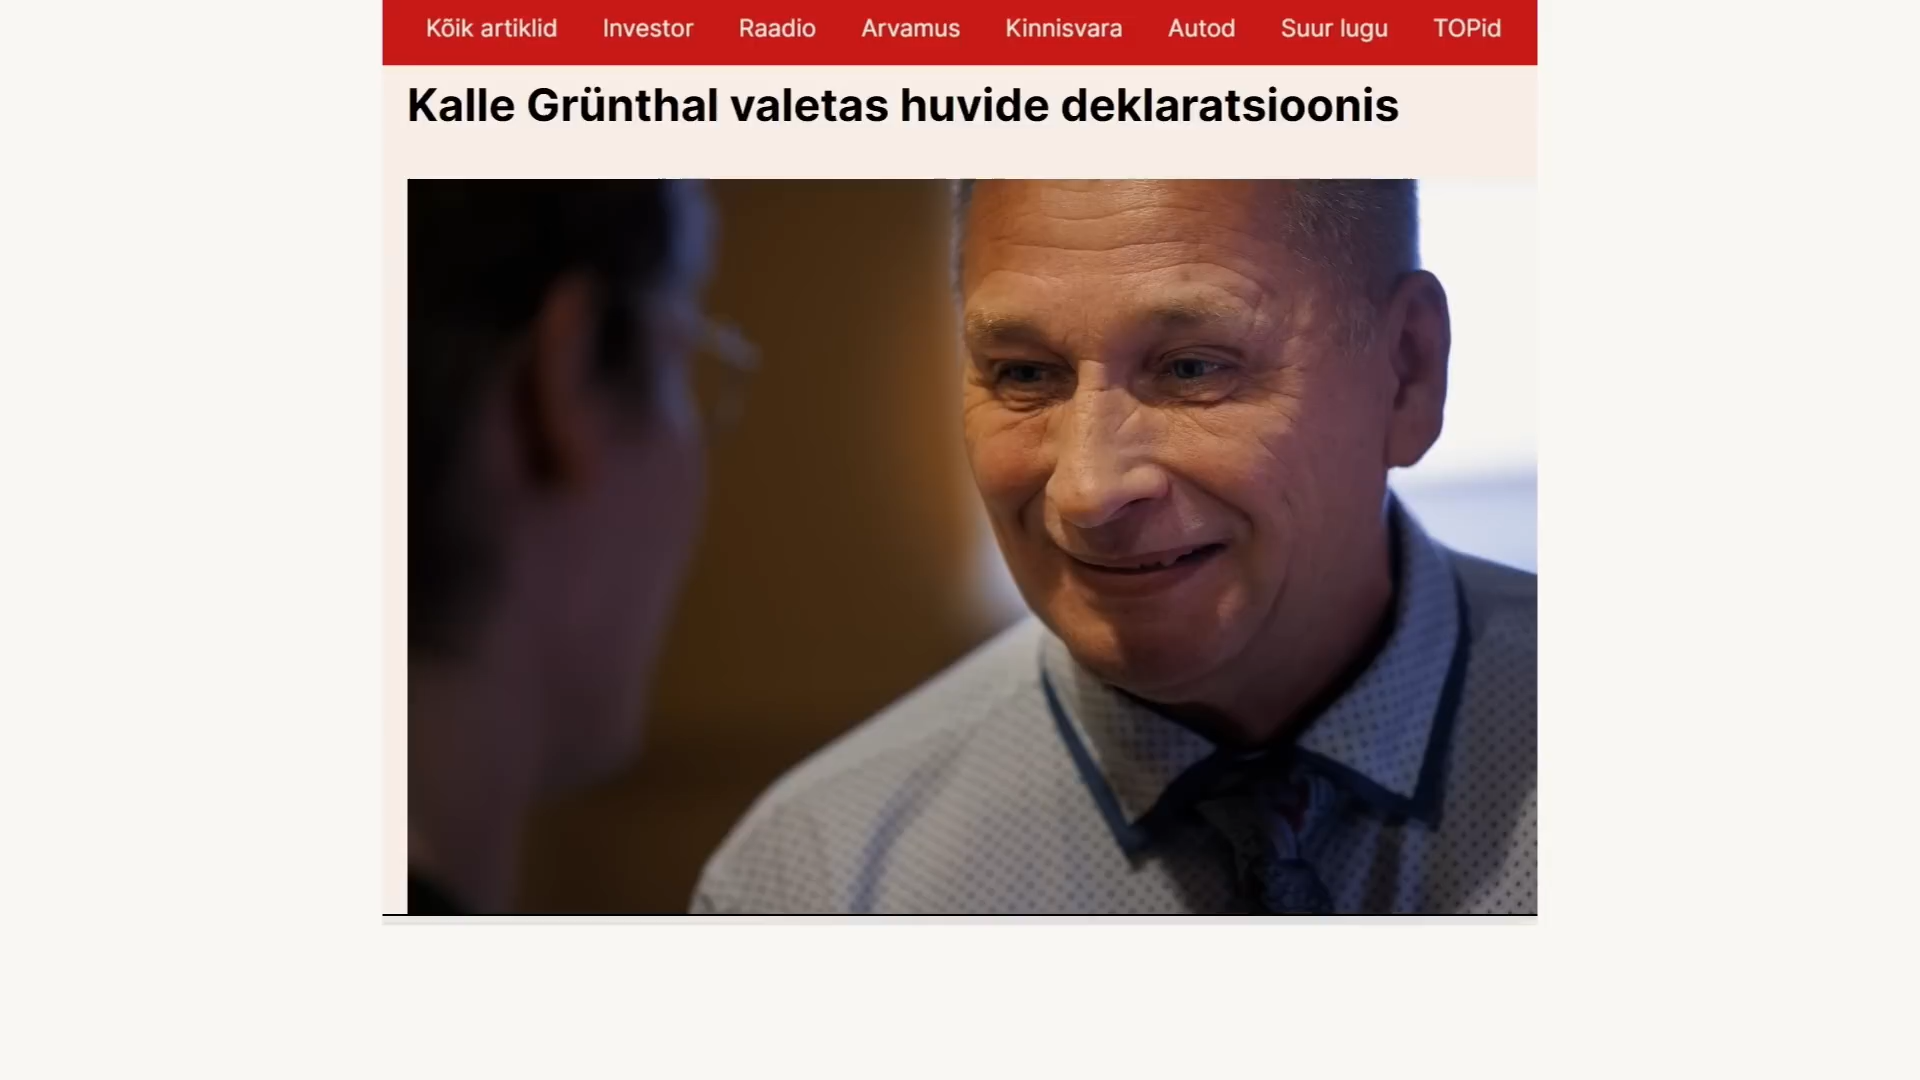 Kõik artiklid Investor Raadio Arvamus Kinnisvara Autod Suur lugu TOPid
Kalle Grünthal valetas huvide deklaratsioonis